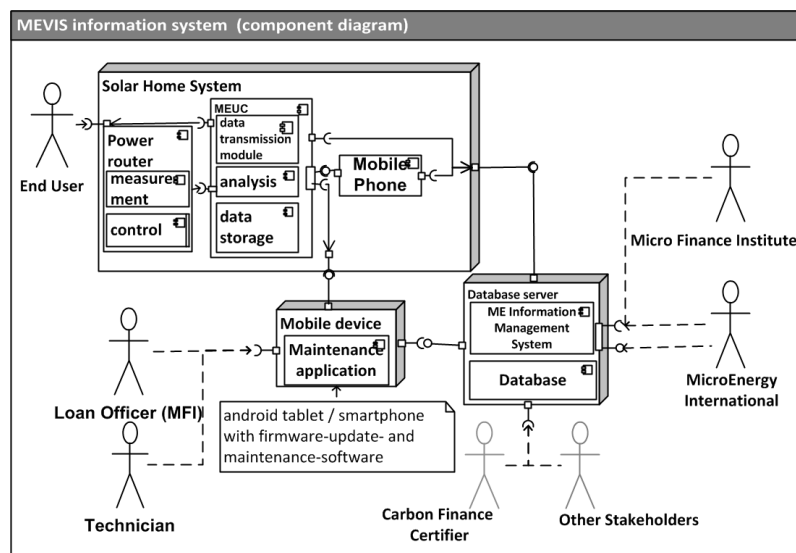 MEVIS information system  (component diagram)
Solar Home System
MEUC
data
transmission
module
Power
router
measure-
ment
control
analysis
data
storage
Mobile
Phone
End User
Micro Finance Institute
Database server
ME Information
Management
System
Database
MicroEnergy
International
Mobile device
Maintenance
application
Loan Officer (MFI)
android tablet / smartphone
with firmware-update- and
maintenance-software
Technician
Carbon Finance
Certifier
Other Stakeholders